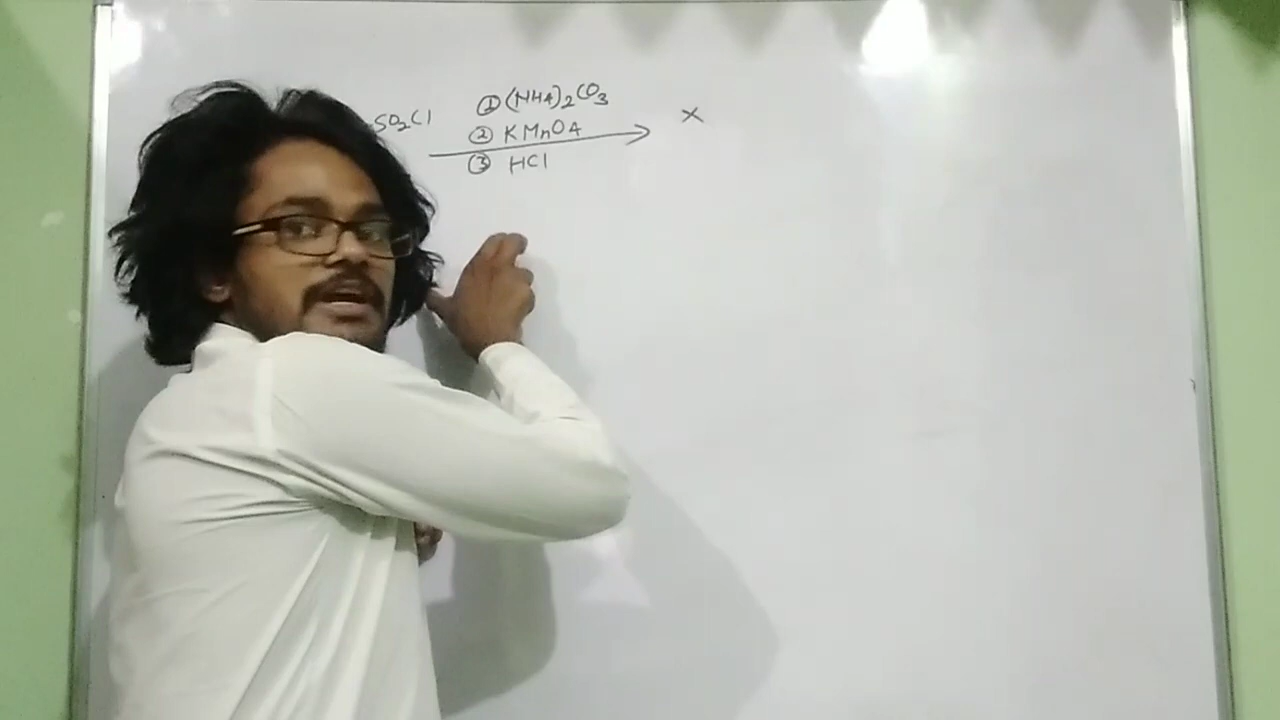 SO2Cl
① (NH4)2CO3
② KMnO4
③ HCl
X